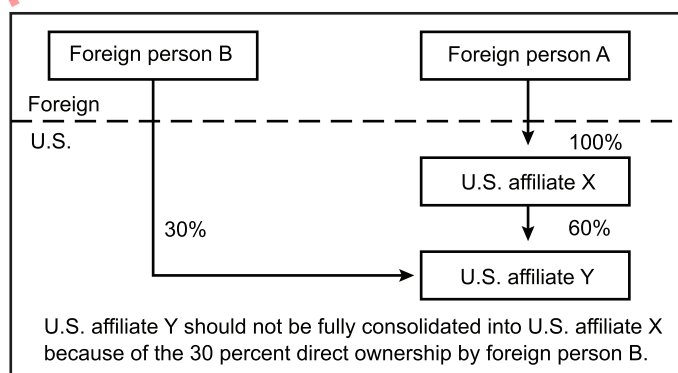 Foreign person B
Foreign person A
Foreign
U.S.
100%
U.S. affiliate X
30%
60%
U.S. affiliate Y
U.S. affiliate Y should not be fully consolidated into U.S. affiliate X
because of the 30 percent direct ownership by foreign person B.